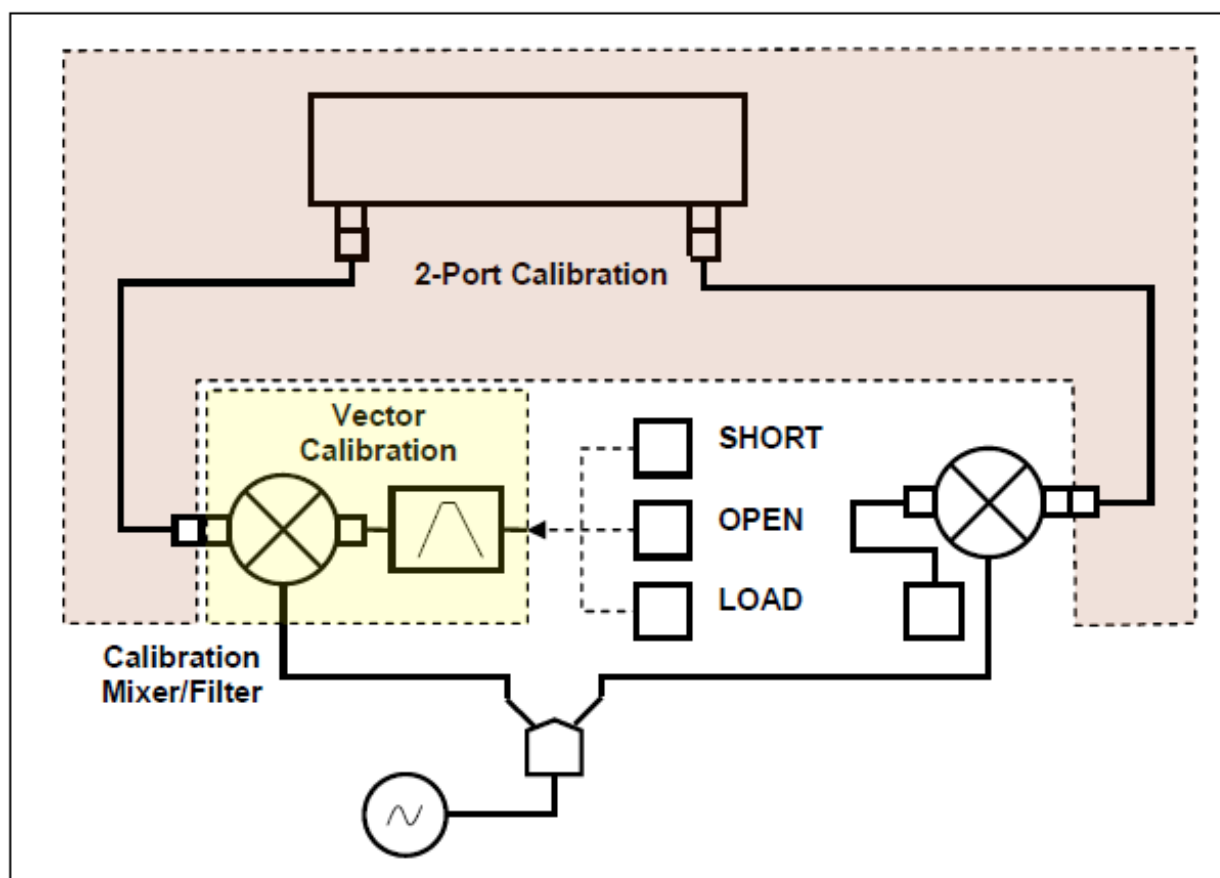 2-Port Calibration
Vector
Calibration
SHORT
OPEN
LOAD
Calibration
Mixer/Filter